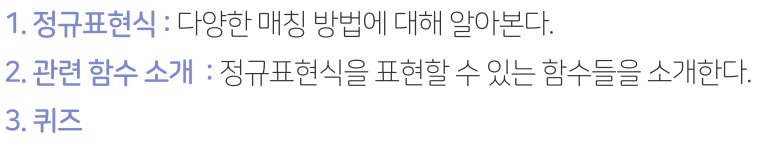 1. 정규표현식 : 다양한 매칭 방법에 대해 알아본다.
2. 관련 함수 소개 : 정규표현식을 표현할 수 있는 함수들을 소개한다.
3. 퀴즈